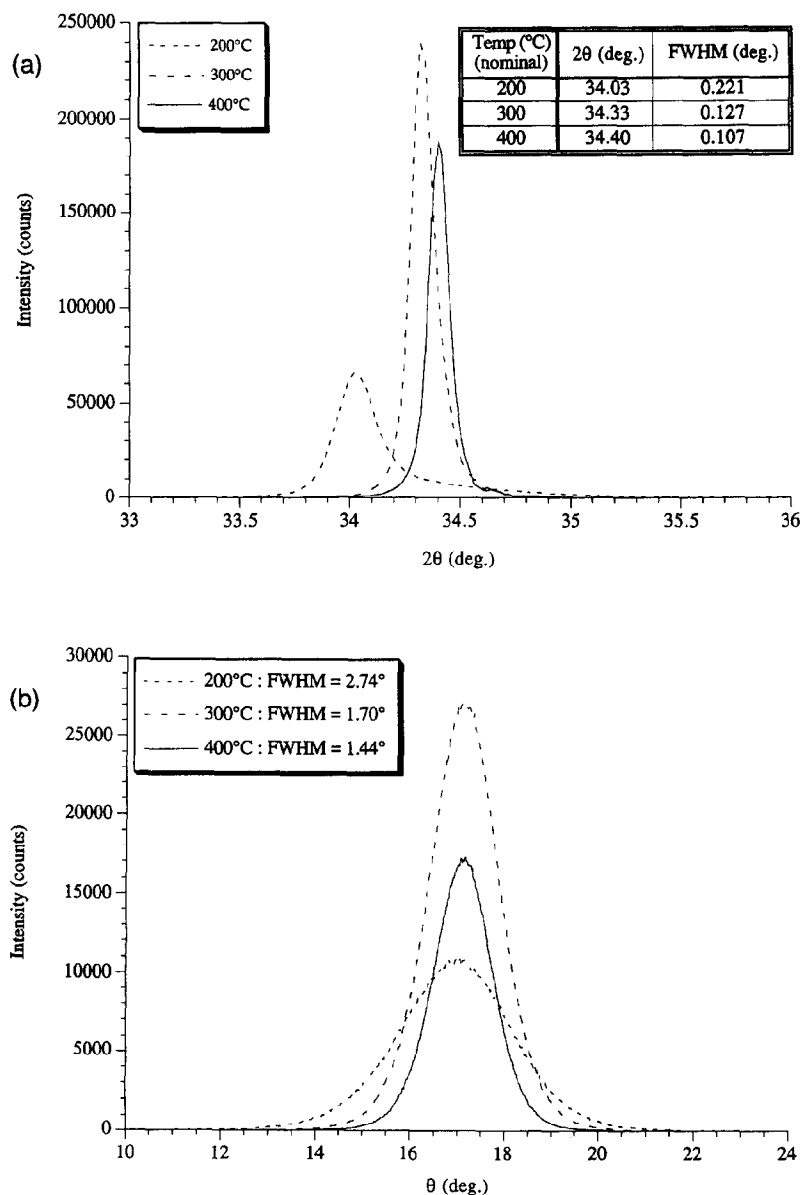 (a)
250000
200000
150000
100000
50000
0
Intensity (counts)
200°C
300°C
400°C
Temp (°C) (nominal) 2θ (deg.) FWHM (deg.)
200 34.03 0.221
300 34.33 0.127
400 34.40 0.107
33 33.5 34 34.5 35 35.5 36
2θ (deg.)
(b)
30000
25000
20000
15000
10000
5000
0
Intensity (counts)
200°C : FWHM = 2.74°
300°C : FWHM = 1.70°
400°C : FWHM = 1.44°
10 12 14 16 18 20 22 24
θ (deg.)